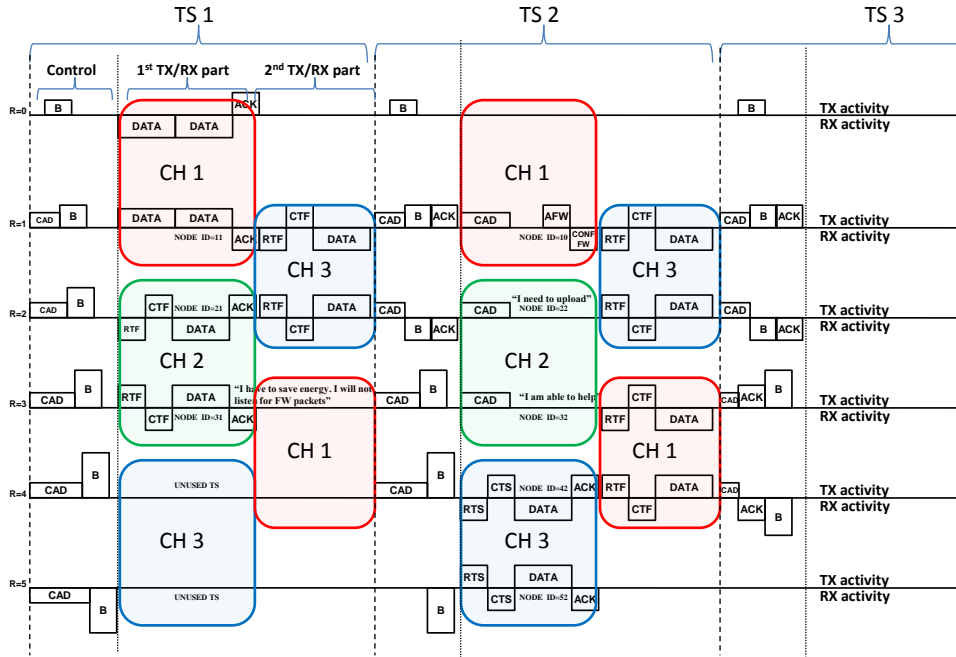 TS 1 TS 2 TS 3
Control 1st TX/RX part 2nd TX/RX part
R=0 B ACK B B TX activity
DATA DATA RX activity
CH 1 CH 1
R=1 CAD B DATA DATA CTF CAD B ACK CAD AFW CTF CAD B ACK TX activity
NODE ID=11 ACK RTF DATA NODE ID=10 CONF FW RTF DATA RX activity
CH 3 CH 3
R=2 CAD B CTF NODE ID=21 ACK RTF DATA CAD CAD "I need to upload" NODE ID=22 RTF DATA CAD TX activity
RTF DATA CTF B ACK CTF B ACK RX activity
CH 2 CH 2
R=3 CAD B RTF DATA "I have to save energy. I will not listen for FW packets" CAD B CAD "I am able to help" CTF CAD ACK B TX activity
CTF NODE ID=31 ACK NODE ID=32 RTF DATA RX activity
CH 1 CH 1
R=4 CAD B UNUSED TS CAD B CTS NODE ID=42 ACK RTF DATA CAD TX activity
RTS DATA CTF ACK B RX activity
CH 3 CH 3
R=5 RTS DATA TX activity
CAD B UNUSED TS B CTS NODE ID=52 ACK RX activity